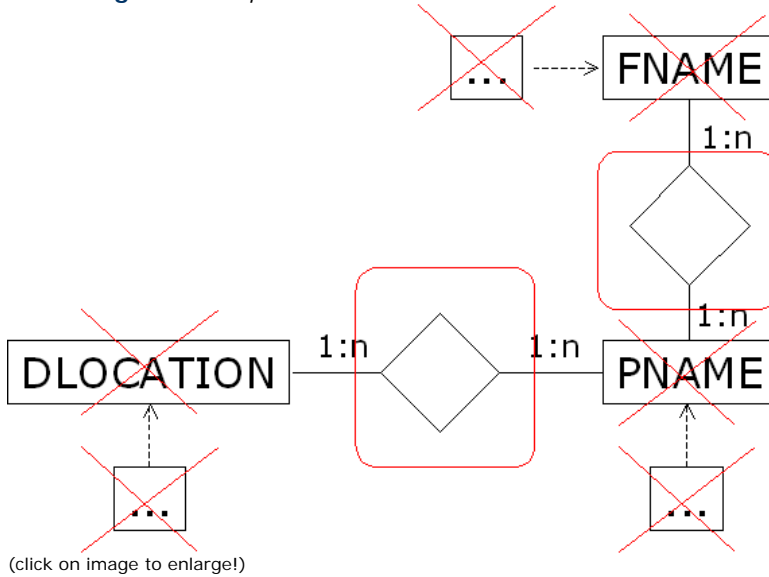 ... FNAME
1:n
1:n 1:n 1:n
DLOCATION PNAME
... ...
(click on image to enlarge!)